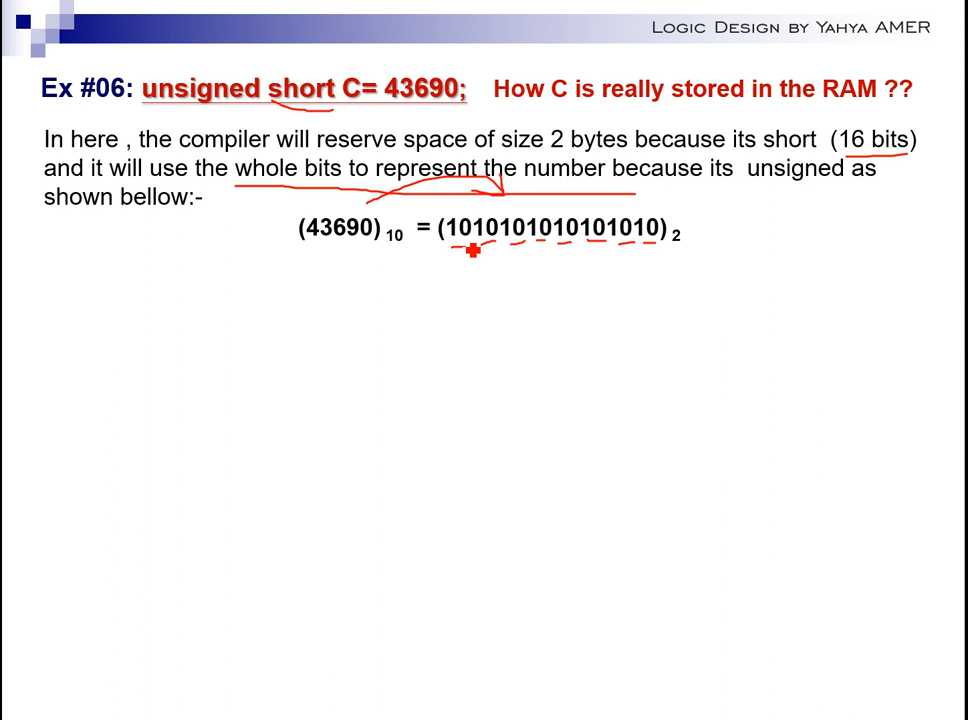 Logic Design by Yahya AMER
Ex #06: unsigned short C= 43690; How C is really stored in the RAM ??
In here , the compiler will reserve space of size 2 bytes because its short (16 bits)
and it will use the whole bits to represent the number because its unsigned as
shown bellow:-
(43690) 10 = (1010101010101010) 2